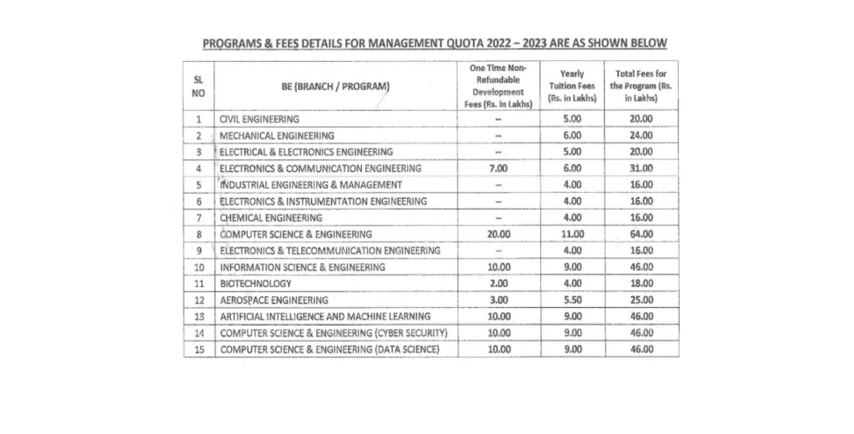 PROGRAMS & FEES DETAILS FOR MANAGEMENT QUOTA 2022 – 2023 ARE AS SHOWN BELOW
SL NO | BE (BRANCH / PROGRAM) | One Time Non-Refundable Development Fees (Rs. in Lakhs) | Yearly Tuition Fees (Rs. in Lakhs) | Total Fees for the Program (Rs. in Lakhs)
1 | CIVIL ENGINEERING | -- | 5.00 | 20.00
2 | MECHANICAL ENGINEERING | -- | 6.00 | 24.00
3 | ELECTRICAL & ELECTRONICS ENGINEERING | -- | 5.00 | 20.00
4 | ELECTRONICS & COMMUNICATION ENGINEERING | 7.00 | 6.00 | 31.00
5 | INDUSTRIAL ENGINEERING & MANAGEMENT | -- | 4.00 | 16.00
6 | ELECTRONICS & INSTRUMENTATION ENGINEERING | -- | 4.00 | 16.00
7 | CHEMICAL ENGINEERING | -- | 4.00 | 16.00
8 | COMPUTER SCIENCE & ENGINEERING | 20.00 | 11.00 | 64.00
9 | ELECTRONICS & TELECOMMUNICATION ENGINEERING | -- | 4.00 | 16.00
10 | INFORMATION SCIENCE & ENGINEERING | 10.00 | 9.00 | 46.00
11 | BIOTECHNOLOGY | 2.00 | 4.00 | 18.00
12 | AEROSPACE ENGINEERING | 3.00 | 5.50 | 25.00
13 | ARTIFICIAL INTELLIGENCE AND MACHINE LEARNING | 10.00 | 9.00 | 46.00
14 | COMPUTER SCIENCE & ENGINEERING (CYBER SECURITY) | 10.00 | 9.00 | 46.00
15 | COMPUTER SCIENCE & ENGINEERING (DATA SCIENCE) | 10.00 | 9.00 | 46.00